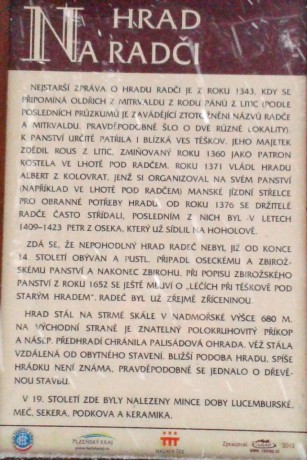 HRAD
NA RADČI
NEJSTARŠÍ ZPRÁVA O HRADU RADČI JE Z ROKU 1343, KDY SE
PŘIPOMÍNÁ OLDŘICH Z MITRVALDU Z RODU PÁNŮ Z LITIC (PODLE
POSLEDNÍCH PRŮZKUMŮ JE ZAVÁDĚJÍCÍ ZTOTOŽNĚNÍ NÁZVŮ RADČE
A MITRVALDU. PRAVDĚPODOBNĚ ŠLO O DVĚ RŮZNÉ LOKALITY).
K PANSTVÍ URČITĚ PATŘILA I BLÍZKÁ VES TĚŠKOV. JEHO MAJETEK
ZDĚDIL ROUS Z LITIC, ZMIŇOVANÝ ROKU 1360 JAKO PATRON
KOSTELA VE LHOTĚ POD RADČEM. ROKU 1371 VLÁDL HRADU
ALBERT Z KOLOVRAT, JENŽ SI ORGANIZOVAL NA SVÉM PANSTVÍ
(NAPŘÍKLAD VE LHOTĚ POD RADČEM) MANSKÉ JÍZDNÍ STŘELCE
PRO OBRANNÉ POTŘEBY HRADU. OD ROKU 1376 SE DRŽITELÉ
RADČE ČASTO STŘÍDALI, POSLEDNÍM Z NICH BYL V LETECH
1409–1423 PETR Z OSEKA, KTERÝ UŽ SÍDLIL NA HOHOLOVĚ.
ZDÁ SE, ŽE NEPOHODLNÝ HRAD RADEČ NEBYL JIŽ OD KONCE
14. STOLETÍ OBÝVÁN A PUSTL. PŘIPADL OSECKÉMU A ZBIROŽ-
SKÉMU PANSTVÍ A NAKONEC ZBIROHU. PŘI POPISU ZBIROŽSKÉHO
PANSTVÍ Z ROKU 1652 SE JEŠTĚ MLUVÍ O „LEČÍCH PŘI TĚŠKOVĚ POD
STARÝM HRADEM". RADEČ BYL UŽ ZŘEJMĚ ZŘÍCENINOU.
HRAD STÁL NA STRMÉ SKÁLE V NADMOŘSKÉ VÝŠCE 680 M.
NA VÝCHODNÍ STRANĚ JE ZNATELNÝ POLOKRUHOVITÝ PŘÍKOP
A NÁSEP. PŘEDHRADÍ CHRÁNILA PALISÁDOVÁ OHRADA, VĚŽ STÁLA
VZDÁLENÁ OD OBYTNÉHO STAVENÍ. BLIŽŠÍ PODOBA HRADU, SPÍŠE
HRÁDKU NENÍ ZNÁMA. PRAVDĚPODOBNĚ SE JEDNALO O DŘEVĚ-
NOU STAVBU.
V 19. STOLETÍ ZDE BYLY NALEZENY MINCE DOBY LUCEMBURSKÉ,
MEČ, SEKERA, PODKOVA A KERAMIKA.
PLZEŇSKÝ KRAJ